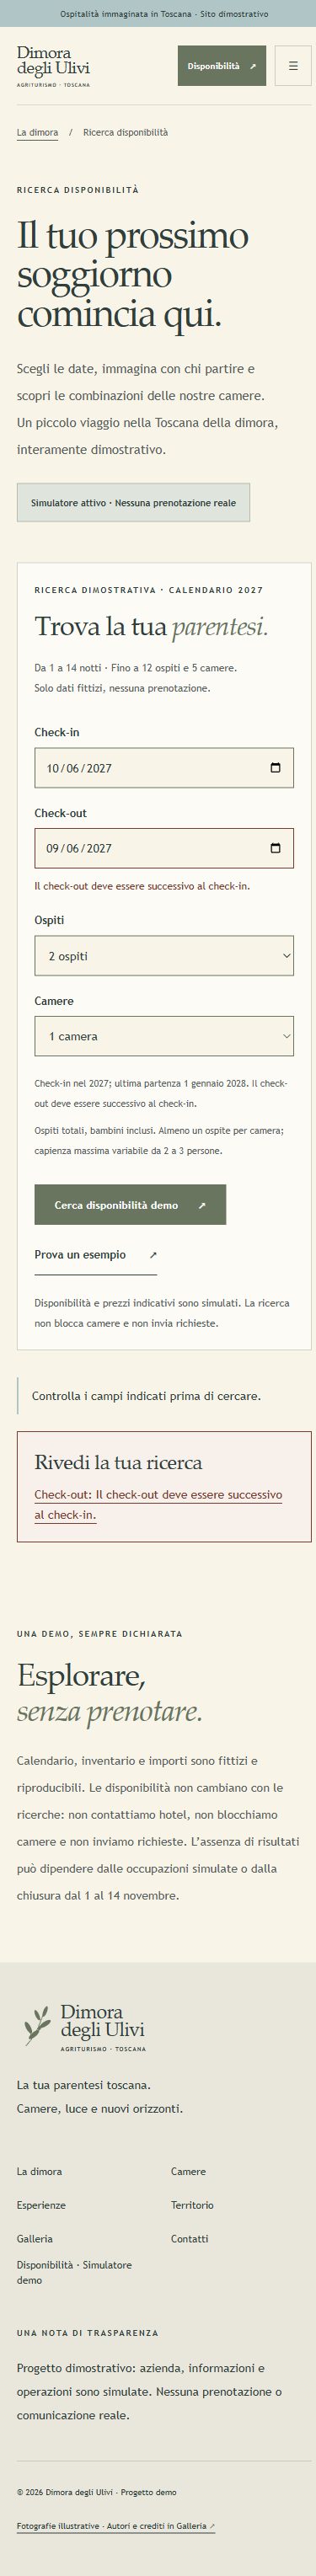 Ospitalità immaginata in Toscana · Sito dimostrativo
Dimora
degli Ulivi
AGRITURISMO · TOSCANA
Disponibilità ↗
☰
La dimora / Ricerca disponibilità
RICERCA DISPONIBILITÀ
Il tuo prossimo
soggiorno
comincia qui.
Scegli le date, immagina con chi partire e
scopri le combinazioni delle nostre camere.
Un piccolo viaggio nella Toscana della dimora,
interamente dimostrativo.
Simulatore attivo · Nessuna prenotazione reale
RICERCA DIMOSTRATIVA · CALENDARIO 2027
Trova la tua parentesi.
Da 1 a 14 notti · Fino a 12 ospiti e 5 camere.
Solo dati fittizi, nessuna prenotazione.
Check-in
10/06/2027
Check-out
09/06/2027
Il check-out deve essere successivo al check-in.
Ospiti
2 ospiti
Camere
1 camera
Check-in nel 2027; ultima partenza 1 gennaio 2028. Il check-
out deve essere successivo al check-in.
Ospiti totali, bambini inclusi. Almeno un ospite per camera;
capienza massima variabile da 2 a 3 persone.
Cerca disponibilità demo ↗
Prova un esempio ↗
Disponibilità e prezzi indicativi sono simulati. La ricerca
non blocca camere e non invia richieste.
Controlla i campi indicati prima di cercare.
Rivedi la tua ricerca
Check-out: Il check-out deve essere successivo
al check-in.
UNA DEMO, SEMPRE DICHIARATA
Esplorare,
senza prenotare.
Calendario, inventario e importi sono fittizi e
riproducibili. Le disponibilità non cambiano con le
ricerche: non contattiamo hotel, non blocchiamo
camere e non inviamo richieste. L'assenza di risultati
può dipendere dalle occupazioni simulate o dalla
chiusura dal 1 al 14 novembre.
Dimora
degli Ulivi
AGRITURISMO · TOSCANA
La tua parentesi toscana.
Camere, luce e nuovi orizzonti.
La dimora Camere
Esperienze Territorio
Galleria Contatti
Disponibilità · Simulatore
demo
UNA NOTA DI TRASPARENZA
Progetto dimostrativo: azienda, informazioni e
operazioni sono simulate. Nessuna prenotazione o
comunicazione reale.
© 2026 Dimora degli Ulivi · Progetto demo
Fotografie illustrative · Autori e crediti in Galleria ↗